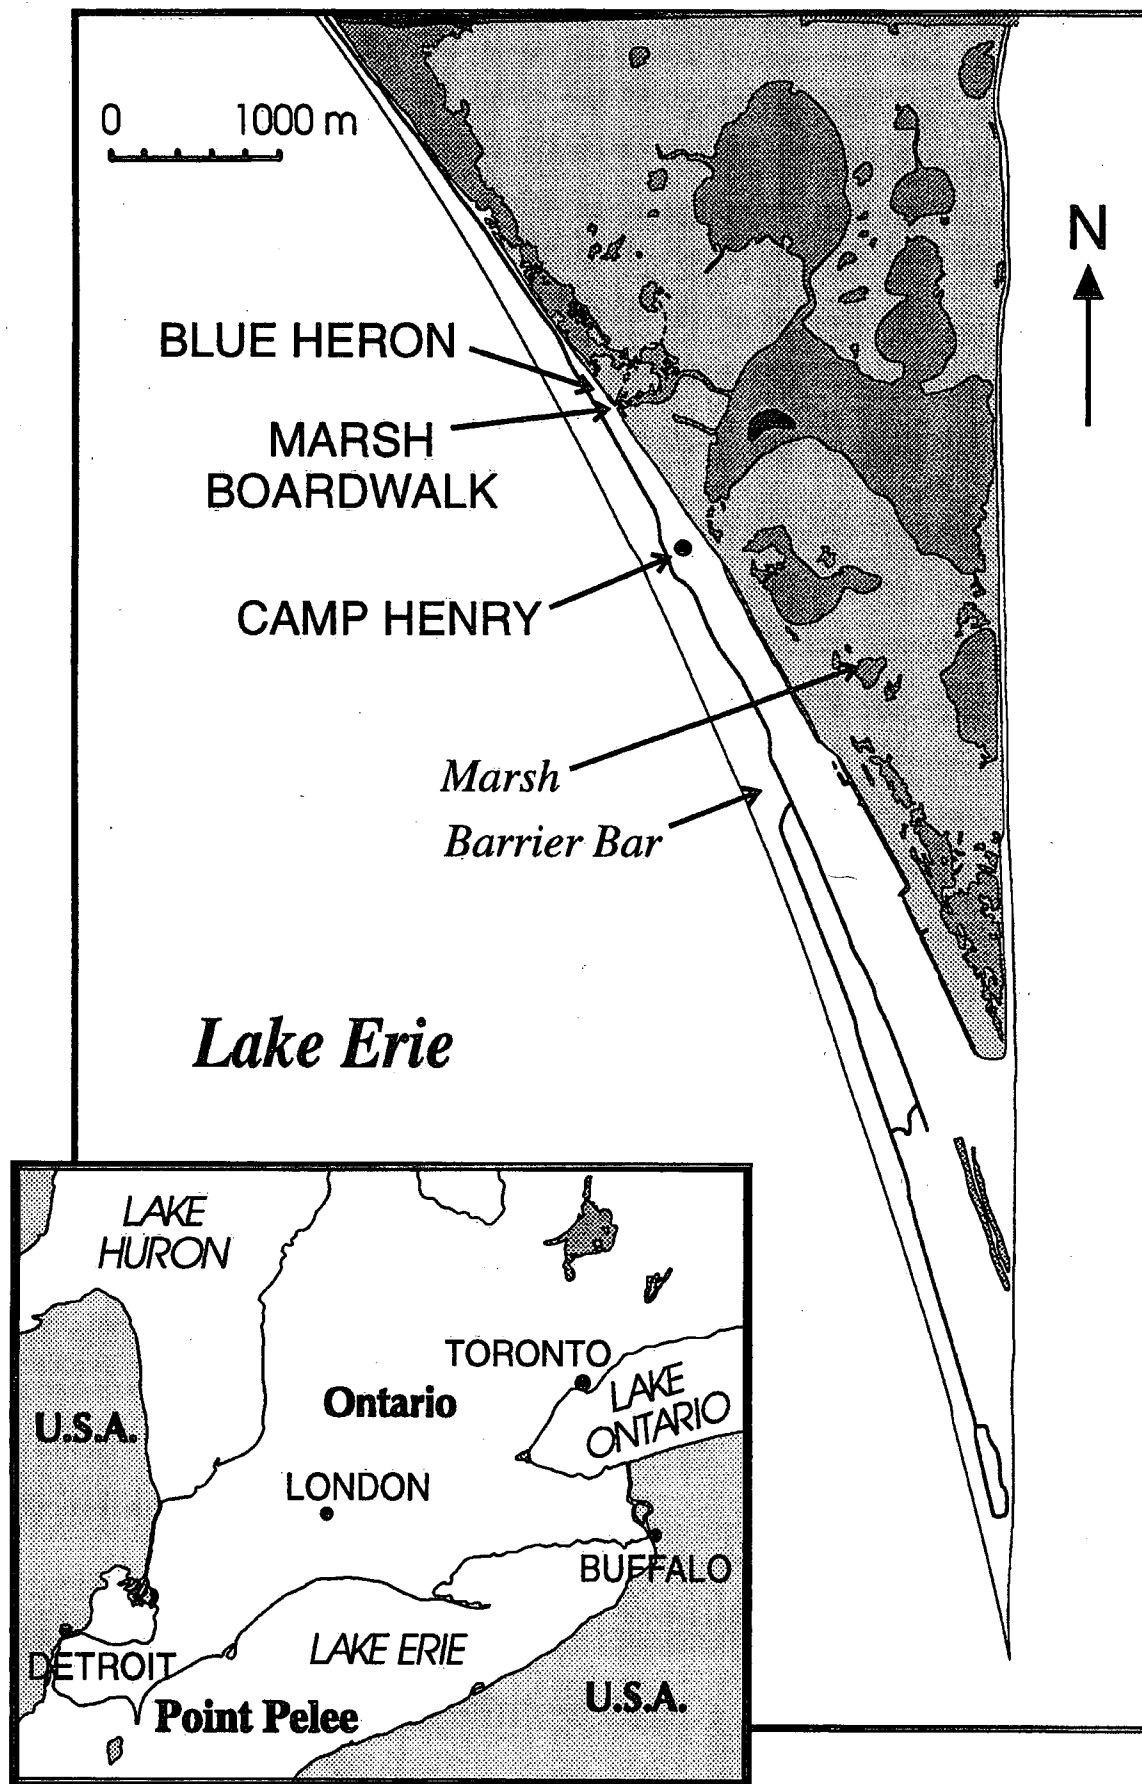 0 1000 m
N
BLUE HERON
MARSH
BOARDWALK
CAMP HENRY
Marsh
Barrier Bar
Lake Erie
LAKE
HURON
TORONTO
LAKE
ONTARIO
Ontario
U.S.A.
LONDON
BUFFALO
DETROIT
LAKE ERIE
U.S.A.
Point Pelee